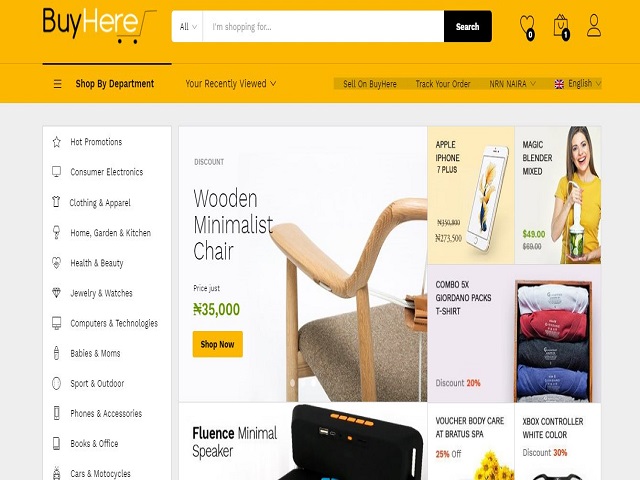 BuyHere
All
I'm shopping for...
Search
0
1
Shop By Department
Your Recently Viewed
Sell On BuyHere
Track Your Order
NRN NAIRA
English
Hot Promotions
Consumer Electronics
Clothing & Apparel
Home, Garden & Kitchen
Health & Beauty
Jewelry & Watches
Computers & Technologies
Babies & Moms
Sport & Outdoor
Phones & Accessories
Books & Office
Cars & Motocycles
DISCOUNT
Wooden
Minimalist
Chair
Price just
₦35,000
Shop Now
APPLE
IPHONE
7 PLUS
₦350,800
₦273,500
MAGIC
BLENDER
MIXED
$49.00
$69.00
COMBO 5X
GIORDANO PACKS
T-SHIRT
Discount 20%
Fluence Minimal
Speaker
VOUCHER BODY CARE
AT BRATUS SPA
25% Off
XBOX CONTROLLER
WHITE COLOR
Discount 30%